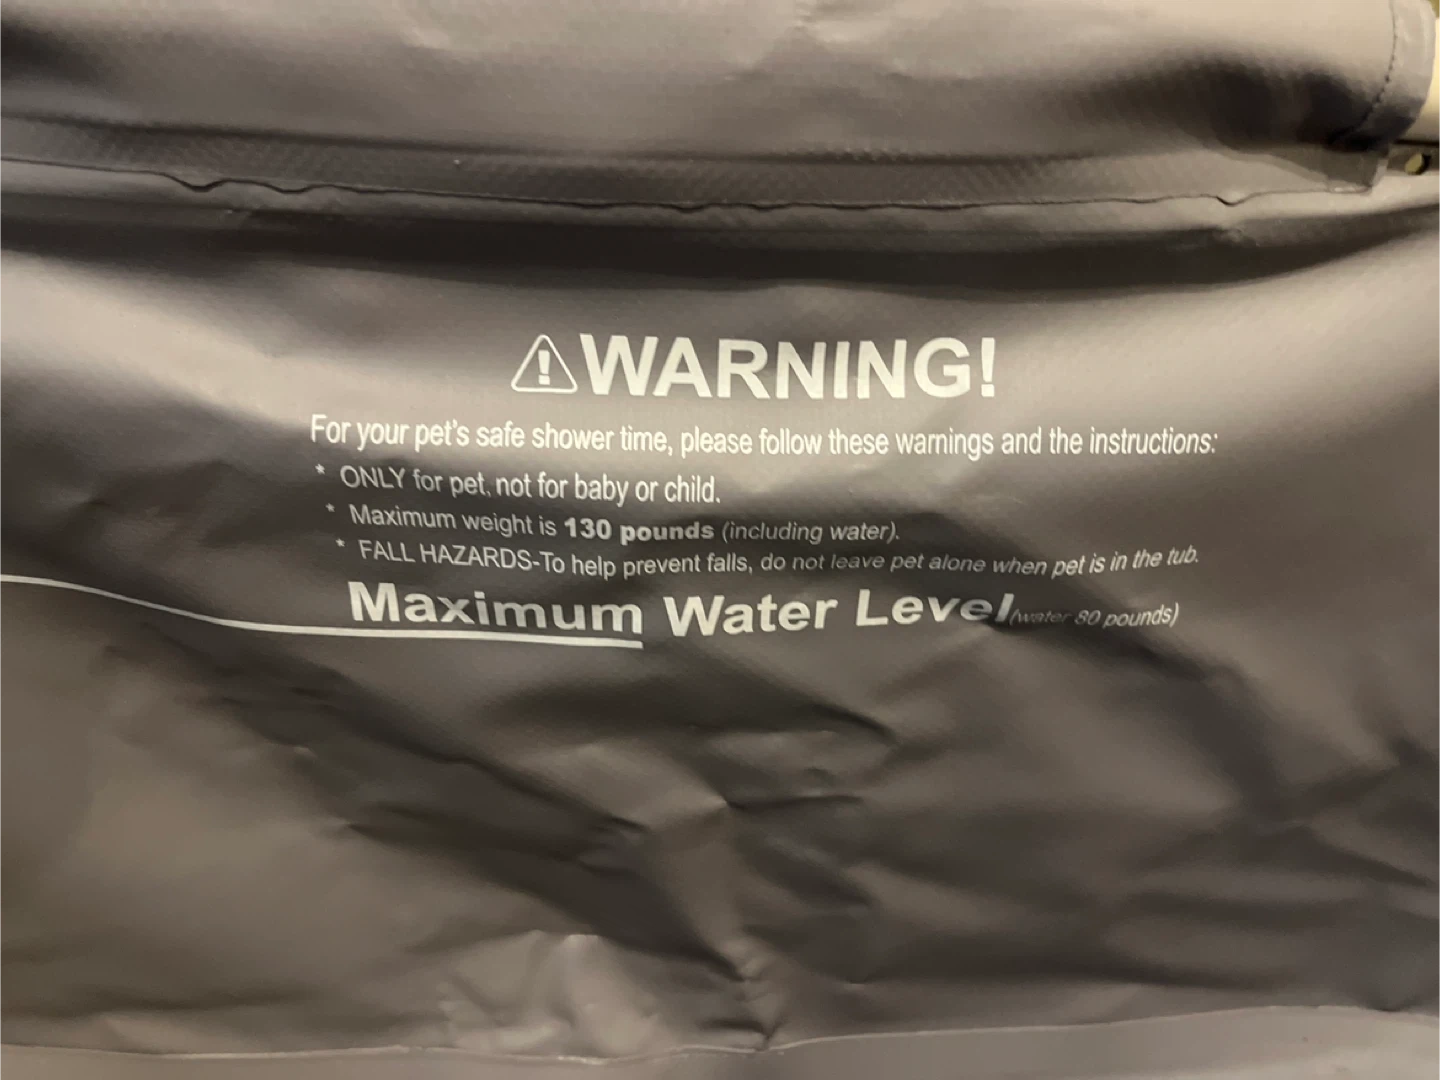 WARNING!
For your pet's safe shower time, please follow these warnings and the instructions:
* ONLY for pet, not for baby or child.
* Maximum weight is 130 pounds (including water).
* FALL HAZARDS-To help prevent falls, do not leave pet alone when pet is in the tub.
Maximum Water Level (water 80 pounds)